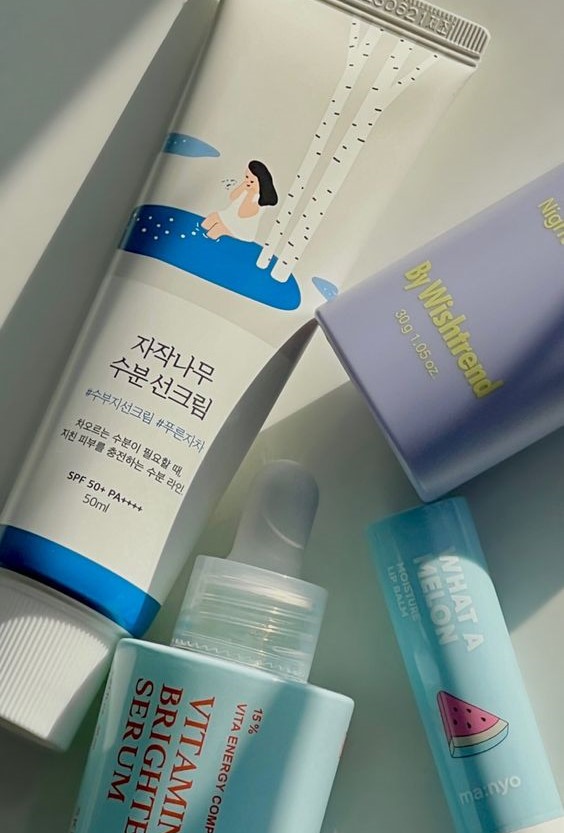 자작나무
수분 선크림
#수부지선크림 #푸른자차
차오르는 수분이 필요할 때,
지친 피부를 충전하는 수분 라인
SPF 50+ PA++++
50ml
By Wishtrend
30 g 1.05 oz.
WHAT A
MELON
MOISTURE
LIP BALM
ma:nyo
15%
VITA ENERGY COMP
VITAMIN
BRIGHTE
SERUM